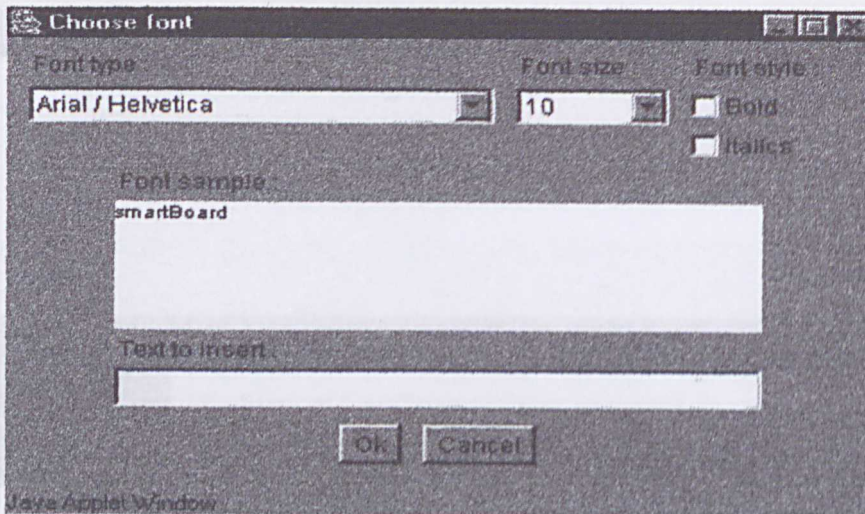 Choose font
Font type :
Font size :
Font style :
Arial / Helvetica
10
Bold
Italics
Font sample :
smartBoard
Text to insert :
Ok
Cancel
Java Applet Window